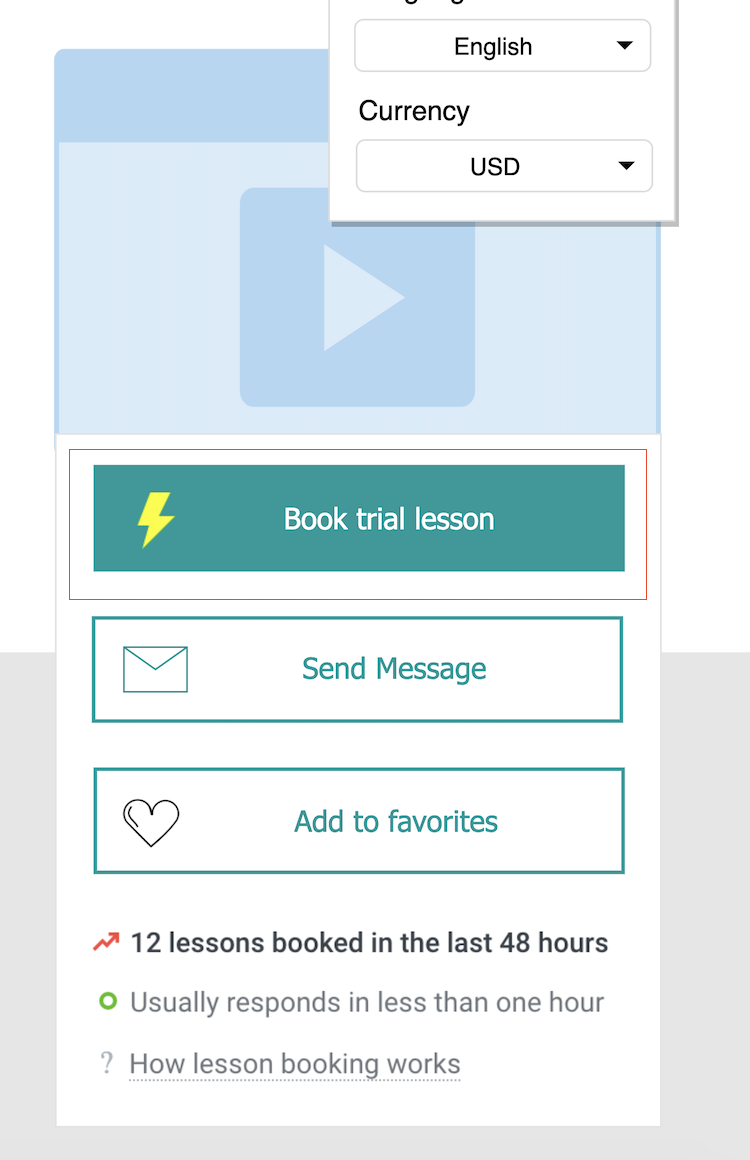 English
Currency
USD
Book trial lesson
Send Message
Add to favorites
12 lessons booked in the last 48 hours
Usually responds in less than one hour
? How lesson booking works